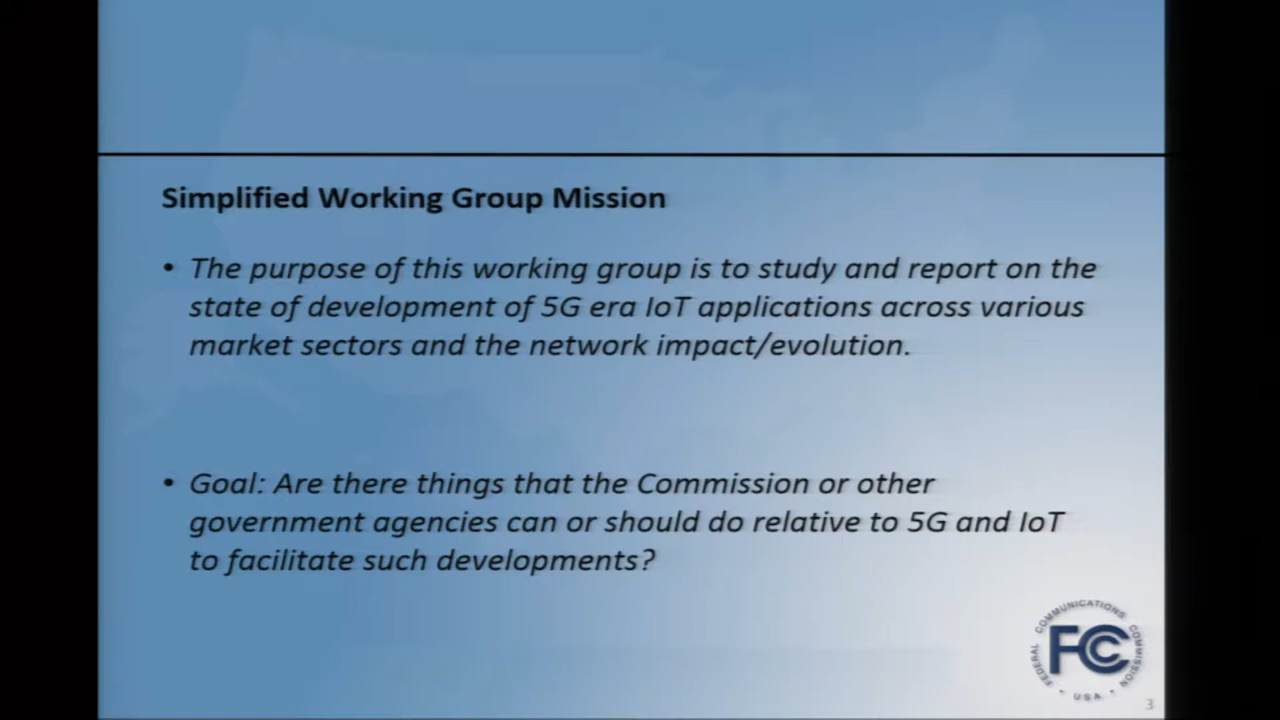 Simplified Working Group Mission
• The purpose of this working group is to study and report on the
state of development of 5G era IoT applications across various
market sectors and the network impact/evolution.
• Goal: Are there things that the Commission or other
government agencies can or should do relative to 5G and IoT
to facilitate such developments?
FEDERAL COMMUNICATIONS COMMISSION
FCC
• USA •
3